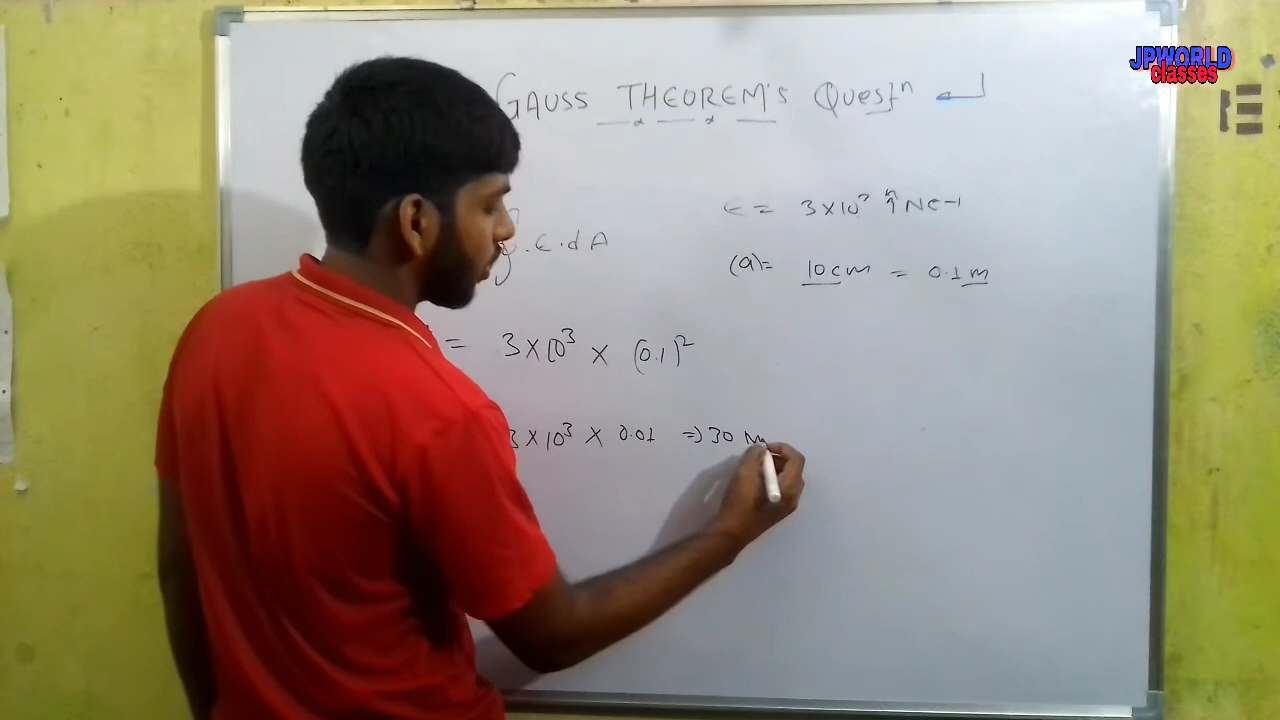 JPWORLD
classes
GAUSS THEOREM'S Quesⁿ
E = 3×10³ î NC-1
g. E. dA
(a)= 10cm = 0.1m
= 3×10³ × (0.1)²
3×10³ × 0.01 => 30 N